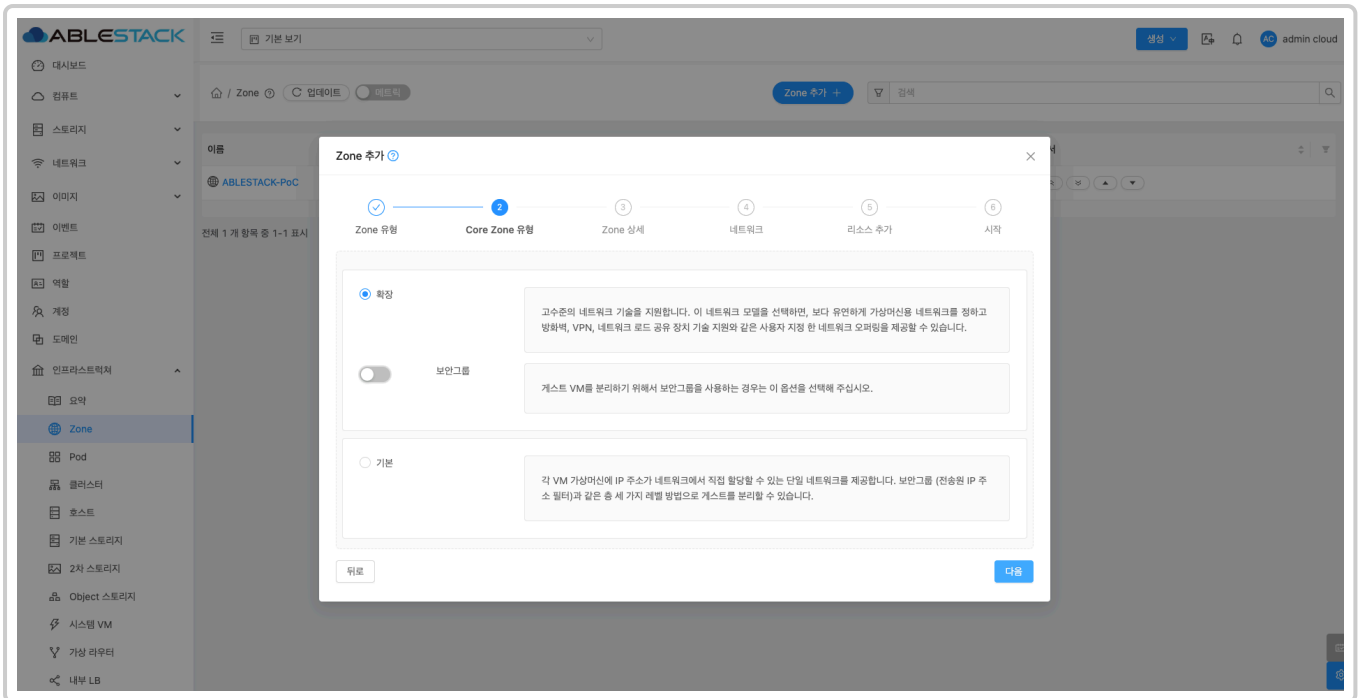 ABLESTACK
기본 보기
생성
AC admin cloud
대시보드
컴퓨트
스토리지
네트워크
이미지
이벤트
프로젝트
역할
계정
도메인
인프라스트럭쳐
요약
Zone
Pod
클러스터
호스트
기본 스토리지
2차 스토리지
Object 스토리지
시스템 VM
가상 라우터
내부 LB
/ Zone 업데이트 메트릭
Zone 추가 +
검색
이름
ABLESTACK-PoC
전체 1 개 항목 중 1-1 표시
Zone 추가
2 3 4 5 6
Zone 유형 Core Zone 유형 Zone 상세 네트워크 리소스 추가 시작
확장
고수준의 네트워크 기술을 지원합니다. 이 네트워크 모델을 선택하면, 보다 유연하게 가상머신용 네트워크를 정하고
방화벽, VPN, 네트워크 로드 공유 장치 기술 지원와 같은 사용자 지정 한 네트워크 오퍼링을 제공할 수 있습니다.
보안그룹
게스트 VM를 분리하기 위해서 보안그룹을 사용하는 경우는 이 옵션을 선택해 주십시오.
기본
각 VM 가상머신에 IP 주소가 네트워크에서 직접 할당할 수 있는 단일 네트워크를 제공합니다. 보안그룹 (전송원 IP 주
소 필터)과 같은 층 세 가지 레벨 방법으로 게스트를 분리할 수 있습니다.
뒤로
다음